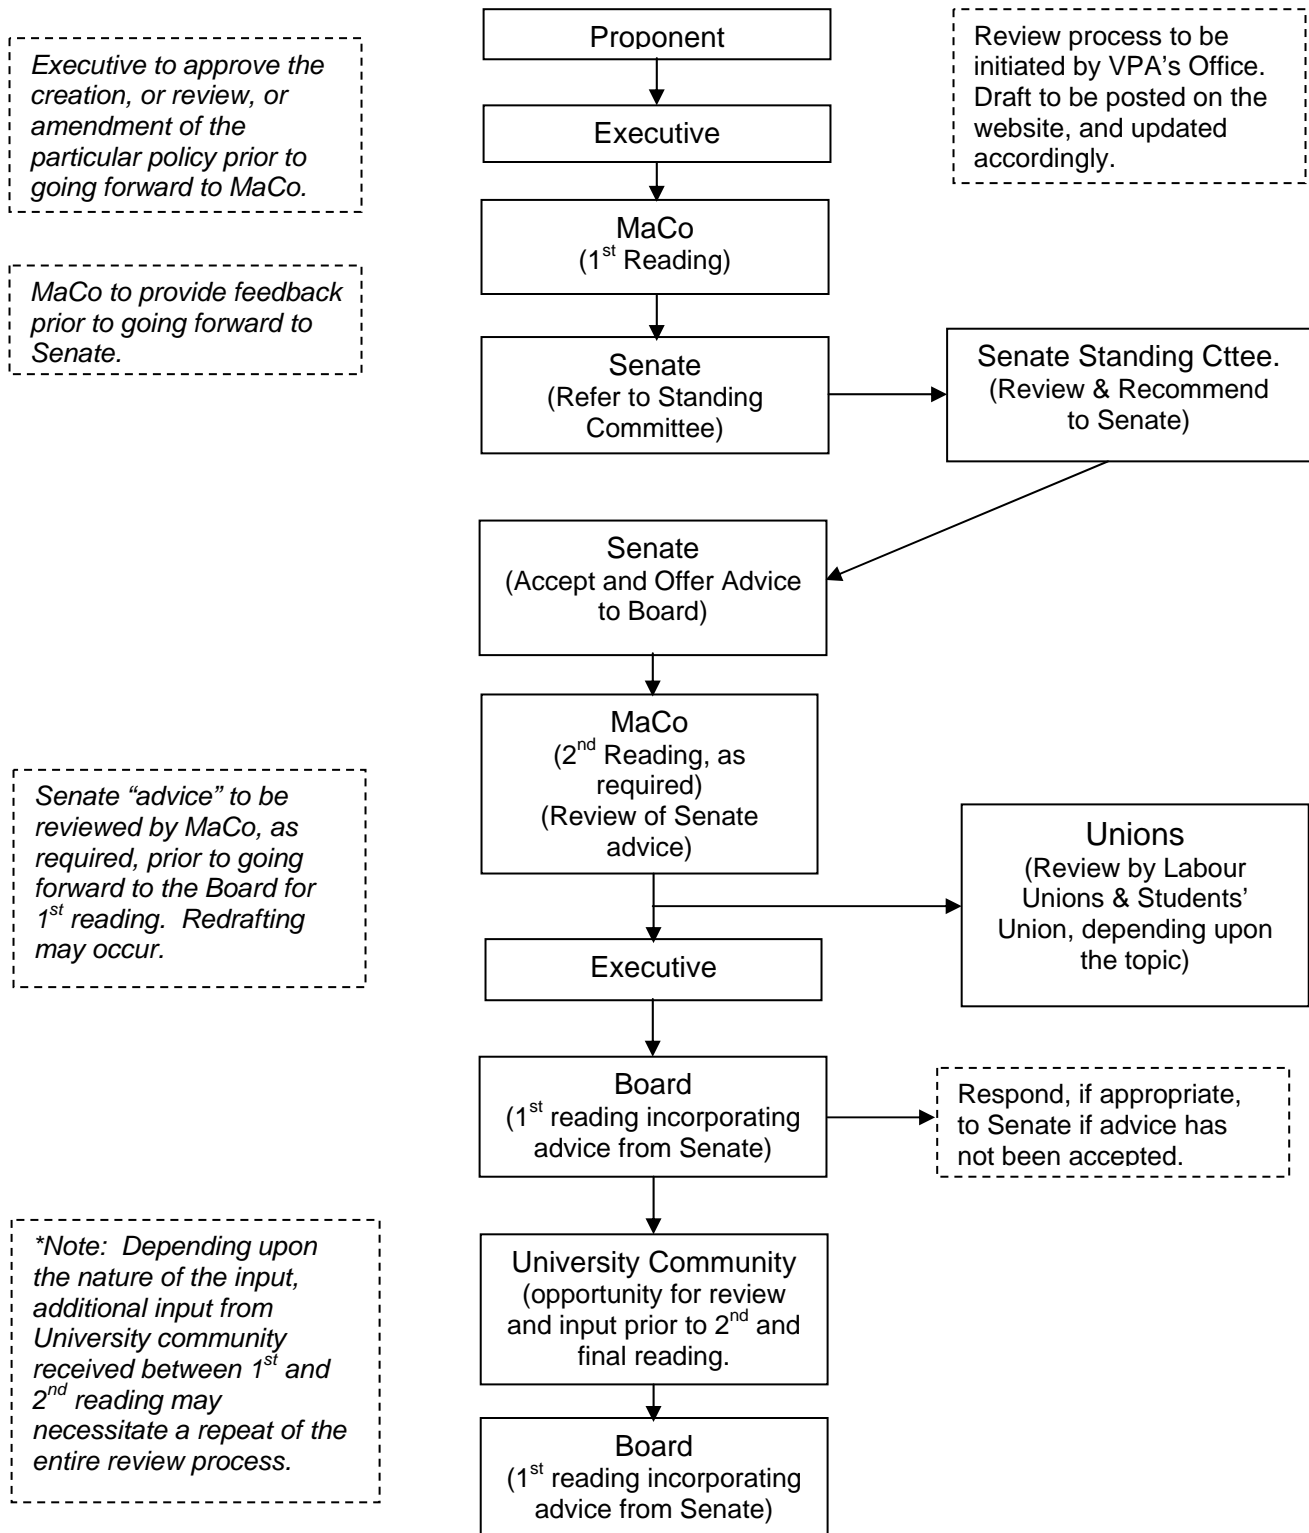 Proponent
Executive to approve the
creation, or review, or
amendment of the
particular policy prior to
going forward to MaCo.
Review process to be
initiated by VPA's Office.
Draft to be posted on the
website, and updated
accordingly.
Executive
MaCo
(1st Reading)
MaCo to provide feedback
prior to going forward to
Senate.
Senate
(Refer to Standing
Committee)
Senate Standing Cttee.
(Review & Recommend
to Senate)
Senate
(Accept and Offer Advice
to Board)
MaCo
(2nd Reading, as
required)
(Review of Senate
advice)
Senate “advice” to be
reviewed by MaCo, as
required, prior to going
forward to the Board for
1st reading.  Redrafting
may occur.
Unions
(Review by Labour
Unions & Students'
Union, depending upon
the topic)
Executive
Board
(1st reading incorporating
advice from Senate)
Respond, if appropriate,
to Senate if advice has
not been accepted.
*Note:  Depending upon
the nature of the input,
additional input from
University community
received between 1st and
2nd reading may
necessitate a repeat of the
entire review process.
University Community
(opportunity for review
and input prior to 2nd and
final reading.
Board
(1st reading incorporating
advice from Senate)